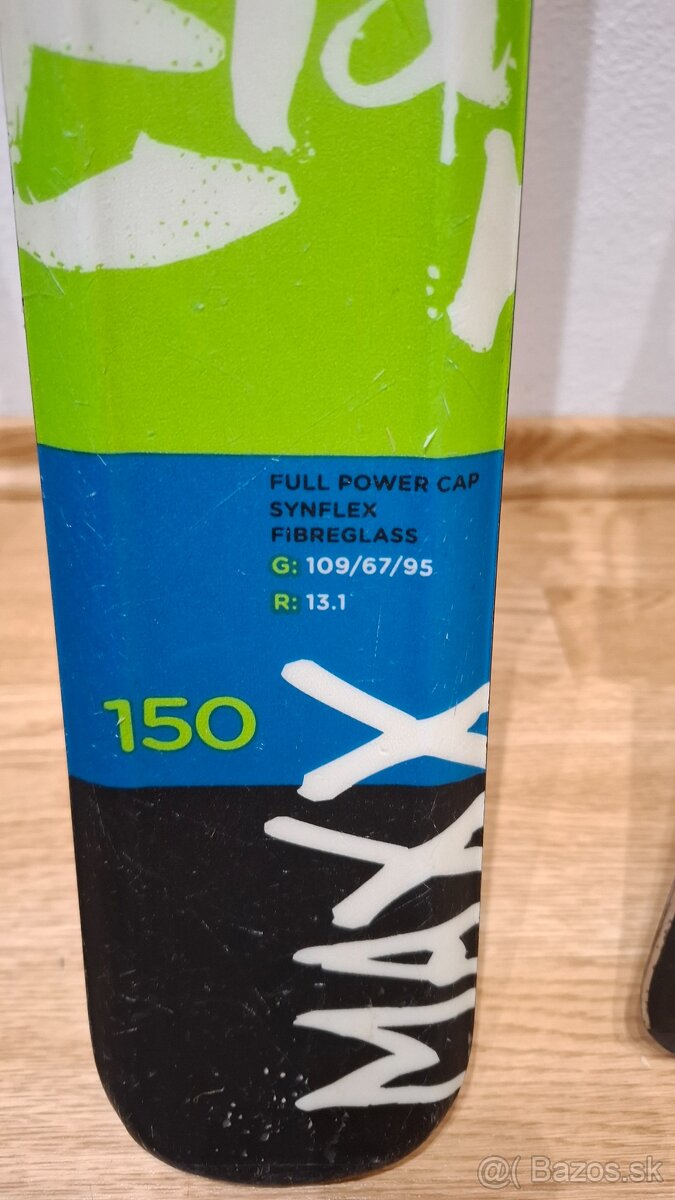 FULL POWER CAP
SYNFLEX
FiBREGLASS
G: 109/67/95
R: 13.1
150
MAXX
@( Bazos.sk